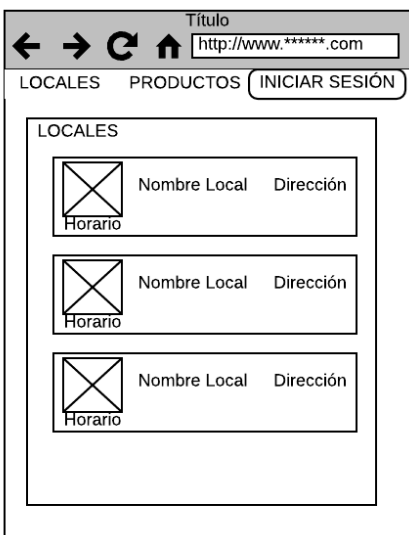 Título
http://www.******.com
LOCALES PRODUCTOS INICIAR SESIÓN
LOCALES
Nombre Local Dirección
Horario
Nombre Local Dirección
Horario
Nombre Local Dirección
Horario